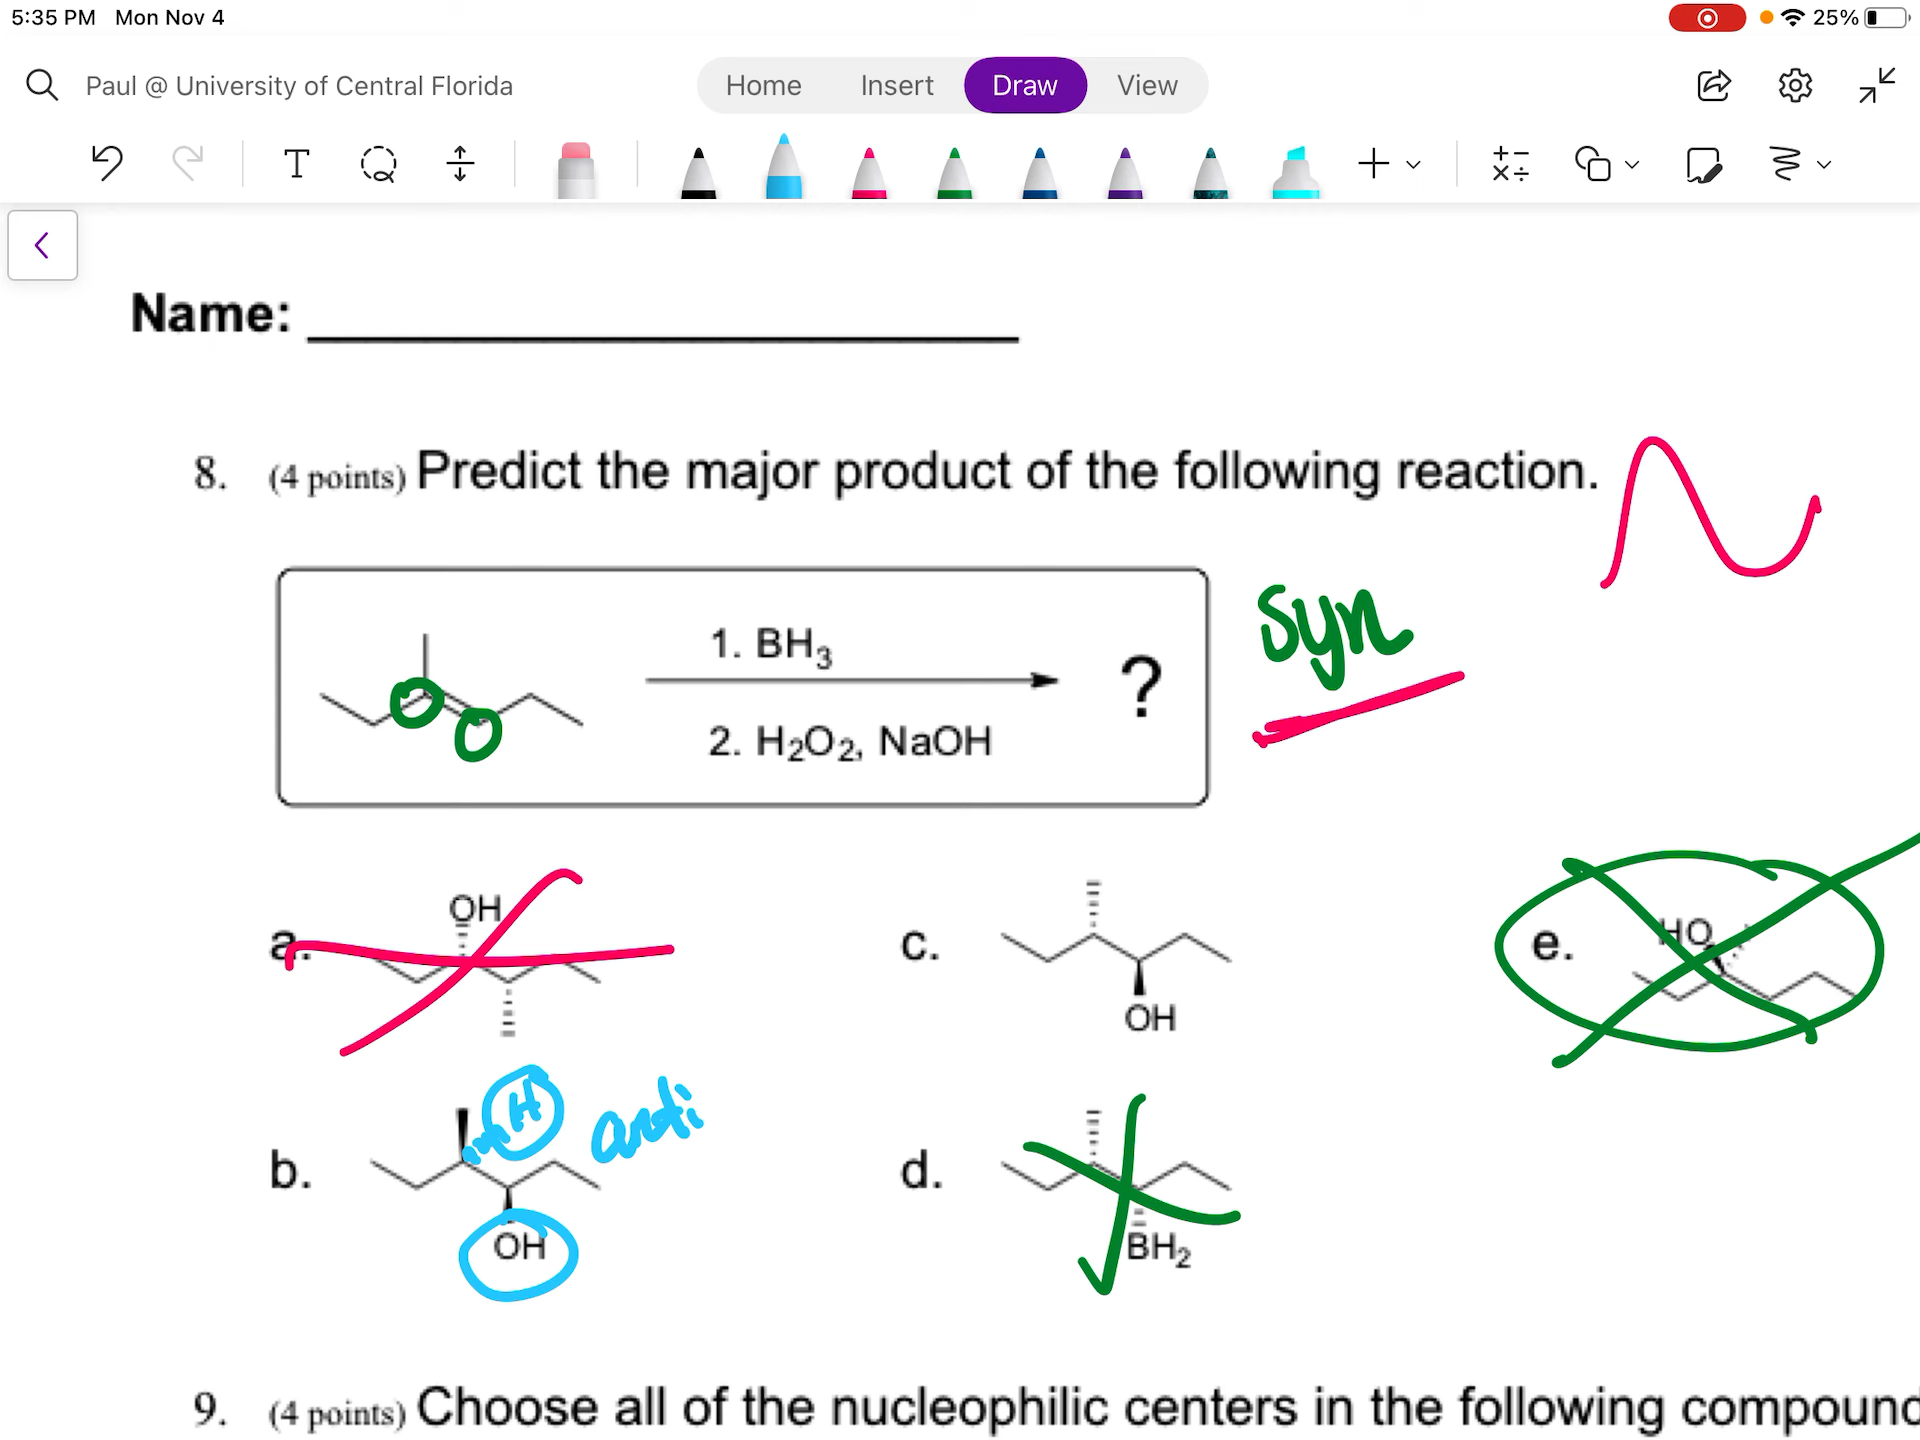 5:35 PM Mon Nov 4
25%
Paul @ University of Central Florida
Home Insert Draw View
T
Name:
8. (4 points) Predict the major product of the following reaction.
1. BH3
2. H2O2, NaOH
?
syn
a.
OH
c.
OH
e.
HO
b.
H
anti
OH
d.
BH2
9. (4 points) Choose all of the nucleophilic centers in the following compound